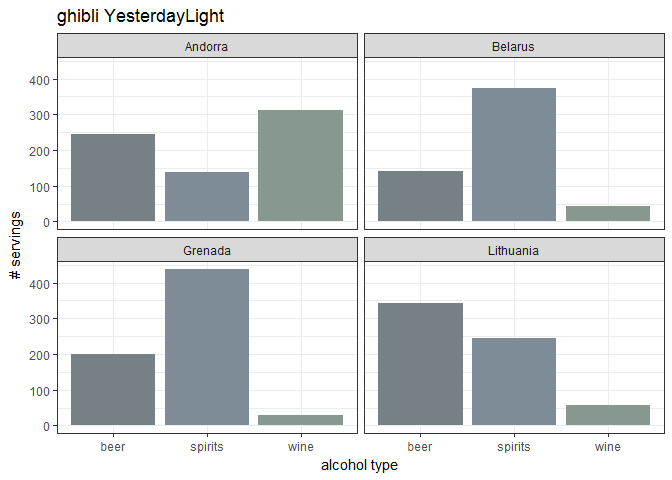 ghibli YesterdayLight
Andorra
Belarus
400
300
200
100
0
Grenada
Lithuania
400
300
200
100
0
# servings
beer
spirits
wine
beer
spirits
wine
alcohol type